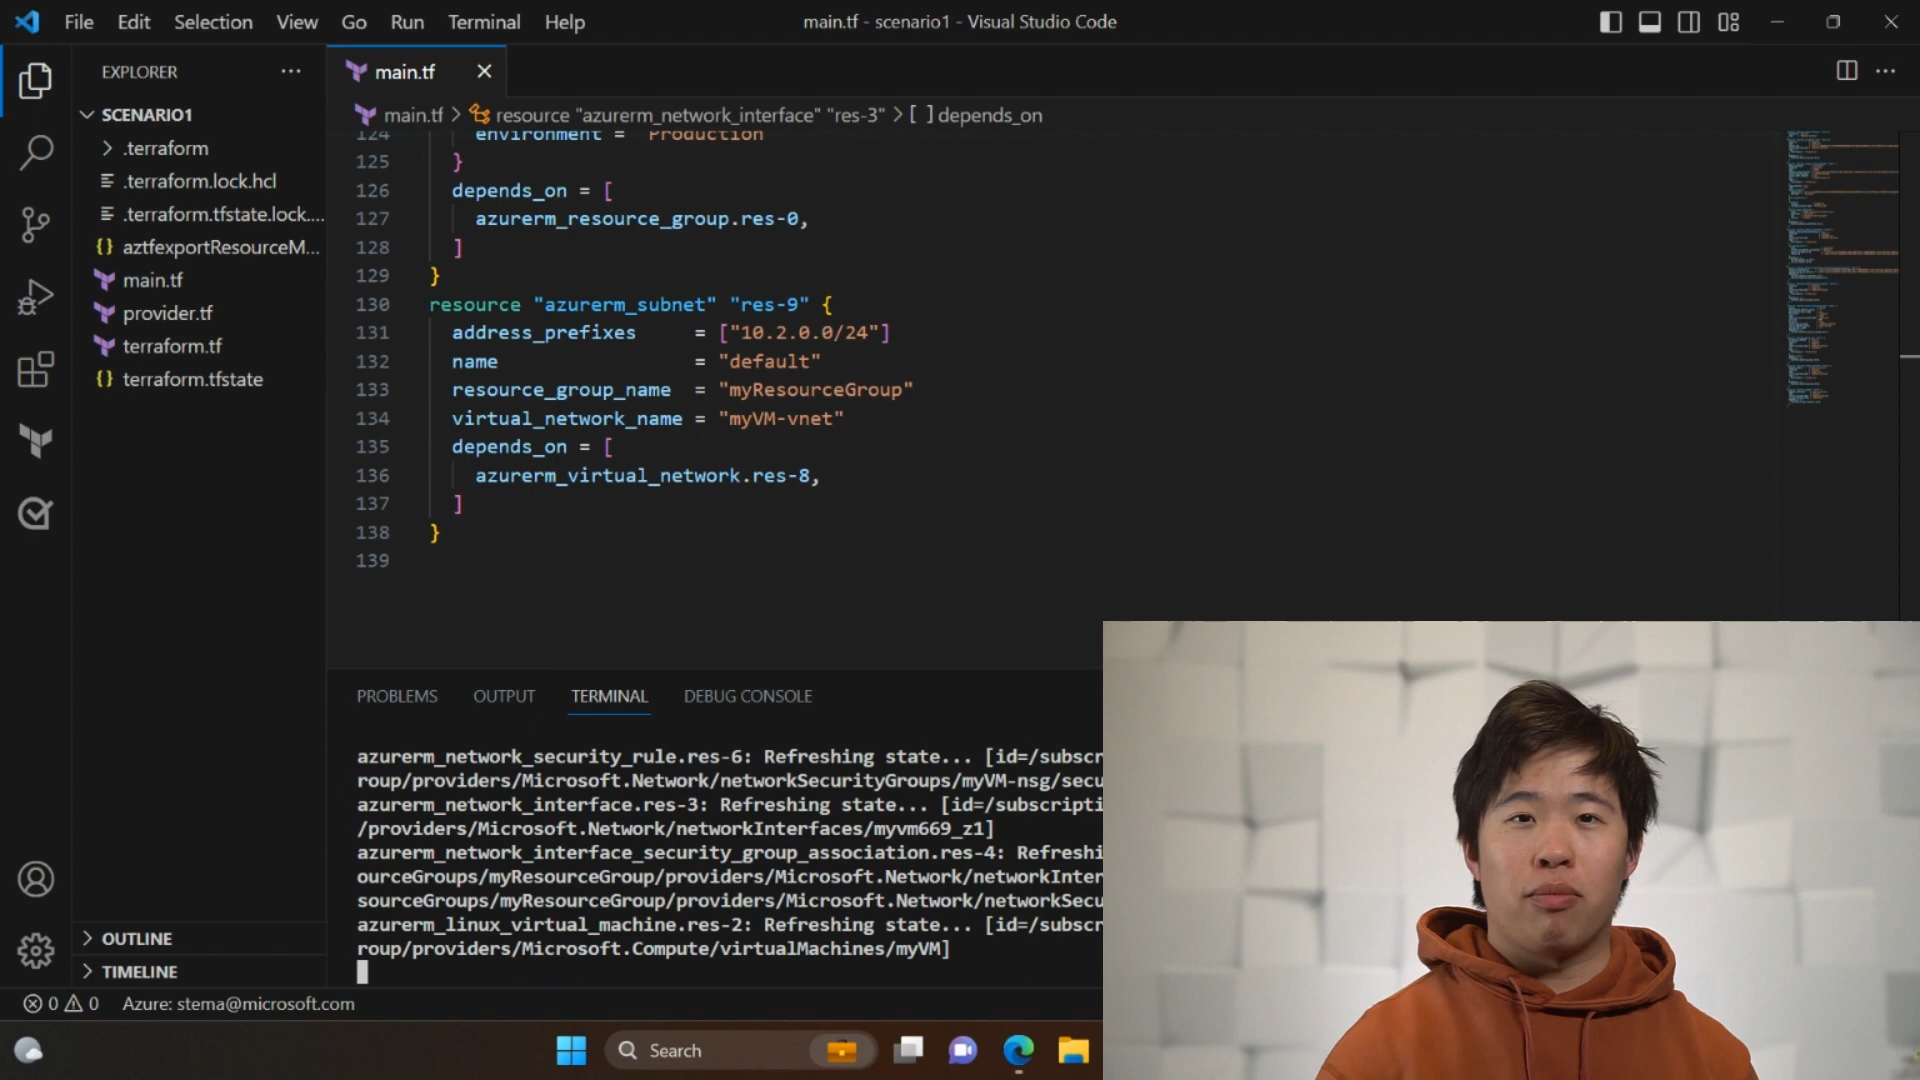 File Edit Selection View Go Run Terminal Help
main.tf - scenario1 - Visual Studio Code
EXPLORER
SCENARIO1
.terraform
.terraform.lock.hcl
.terraform.tfstate.lock....
aztfexportResourceM...
main.tf
provider.tf
terraform.tf
terraform.tfstate
OUTLINE
TIMELINE
main.tf
main.tf > resource "azurerm_network_interface" "res-3" > [ ] depends_on
124 environment = "Production
125 }
126 depends_on = [
127 azurerm_resource_group.res-0,
128 ]
129 }
130 resource "azurerm_subnet" "res-9" {
131 address_prefixes = ["10.2.0.0/24"]
132 name = "default"
133 resource_group_name = "myResourceGroup"
134 virtual_network_name = "myVM-vnet"
135 depends_on = [
136 azurerm_virtual_network.res-8,
137 ]
138 }
139
PROBLEMS OUTPUT TERMINAL DEBUG CONSOLE
azurerm_network_security_rule.res-6: Refreshing state... [id=/subscr
roup/providers/Microsoft.Network/networkSecurityGroups/myVM-nsg/secu
azurerm_network_interface.res-3: Refreshing state... [id=/subscripti
/providers/Microsoft.Network/networkInterfaces/myvm669_z1]
azurerm_network_interface_security_group_association.res-4: Refreshi
ourceGroups/myResourceGroup/providers/Microsoft.Network/networkInter
sourceGroups/myResourceGroup/providers/Microsoft.Network/networkSecu
azurerm_linux_virtual_machine.res-2: Refreshing state... [id=/subscr
roup/providers/Microsoft.Compute/virtualMachines/myVM]
0 0 Azure: stema@microsoft.com
Search